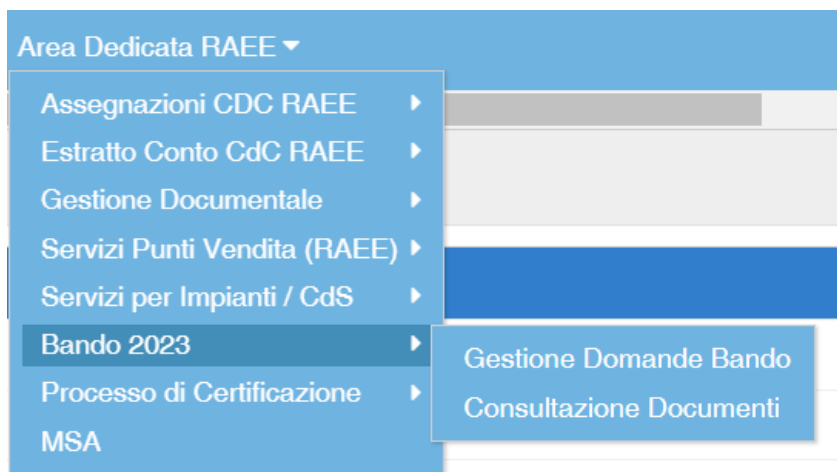 Area Dedicata RAEE
Assegnazioni CDC RAEE
Estratto Conto CdC RAEE
Gestione Documentale
Servizi Punti Vendita (RAEE)
Servizi per Impianti / CdS
Bando 2023
Gestione Domande Bando
Consultazione Documenti
Processo di Certificazione
MSA